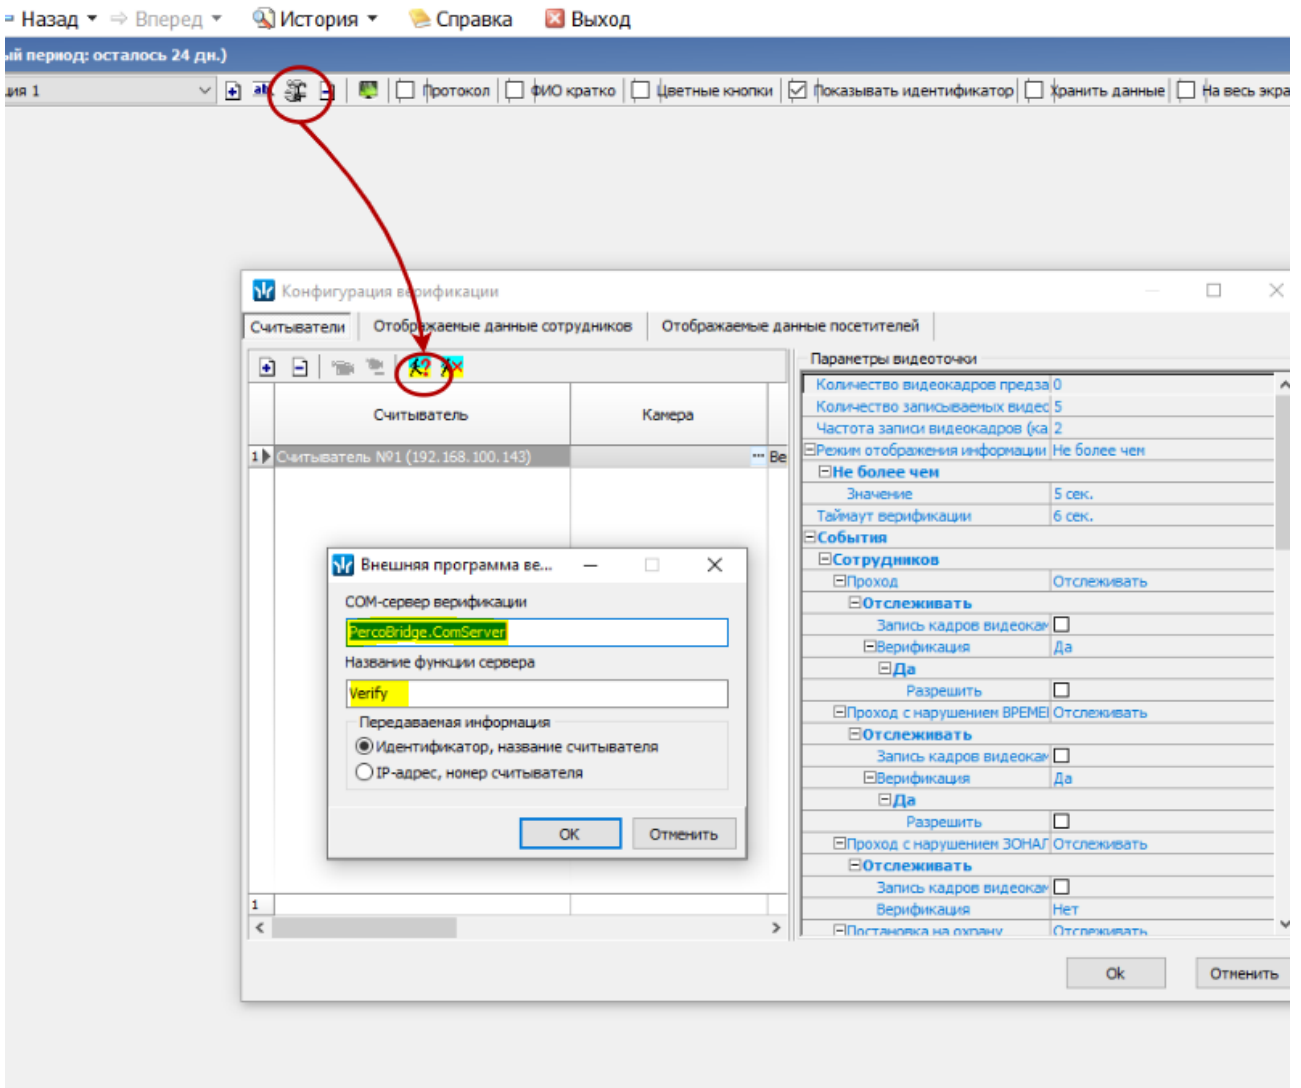 Назад Вперед История Справка Выход
ый период: осталось 24 дн.)
ция 1 ab Протокол ФИО кратко Цветные кнопки Показывать идентификатор Хранить данные На весь экра
Конфигурация верификации
Считыватели Отображаемые данные сотрудников Отображаемые данные посетителей
Считыватель Камера
1 Считыватель №1 (192.168.100.143) ... Ве
1
Внешняя программа ве...
COM-сервер верификации
PercoBridge.ComServer
Название функции сервера
Verify
Передаваемая информация
Идентификатор, название считывателя
IP-адрес, номер считывателя
OK Отменить
Параметры видеоточки
Количество видеокадров предза 0
Количество записываемых видес 5
Частота записи видеокадров (ка 2
Режим отображения информации Не более чем
Не более чем
Значение 5 сек.
Таймаут верификации 6 сек.
События
Сотрудников
Проход Отслеживать
Отслеживать
Запись кадров видеокам
Верификация Да
Да
Разрешить
Проход с нарушением ВРЕМЕ Отслеживать
Отслеживать
Запись кадров видеокам
Верификация Да
Да
Разрешить
Проход с нарушением ЗОНАЛ Отслеживать
Отслеживать
Запись кадров видеокам
Верификация Нет
Постановка на охрану Отслеживать
Ok Отменить